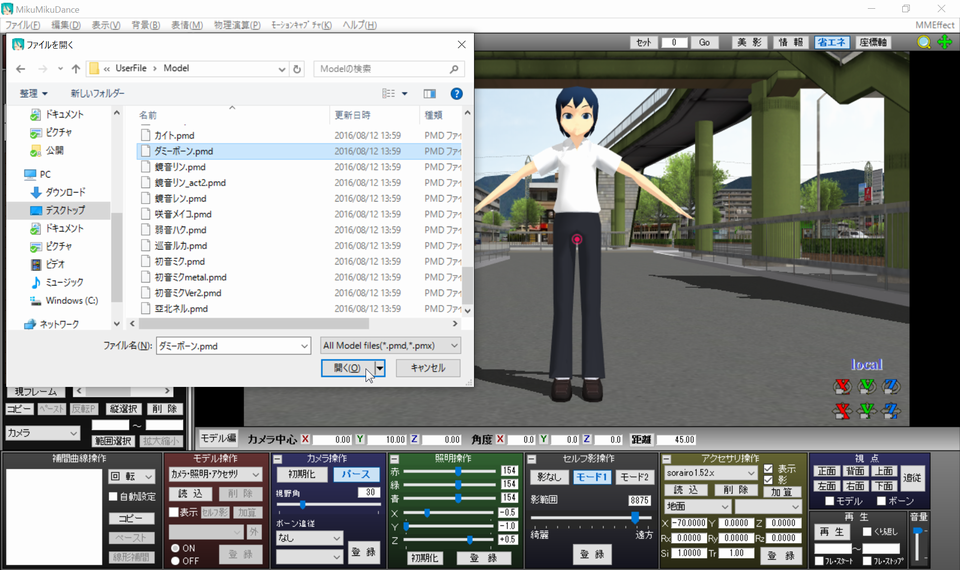 MikuMikuDance
ファイル(F) 編集(D) 表示(V) 背景(B) 表情(M) 物理演算(P) モーションキャプチャ(K) ヘルプ(H) MMEffect
ファイルを開く
セット 0 Go 美 影 情 報 省エネ 座標軸
« UserFile › Model
Modelの検索
整理 新しいフォルダー
名前 更新日時 種類
ドキュメント
ピクチャ
公開
PC
ダウンロード
デスクトップ
ドキュメント
ピクチャ
ビデオ
ミュージック
Windows (C:)
ネットワーク
カイト.pmd 2016/08/12 13:59 PMD ファイ
ダミーボーン.pmd 2016/08/12 13:59 PMD ファイ
鏡音リン.pmd 2016/08/12 13:59 PMD ファイ
鏡音リン_act2.pmd 2016/08/12 13:59 PMD ファイ
鏡音レン.pmd 2016/08/12 13:59 PMD ファイ
咲音メイコ.pmd 2016/08/12 13:59 PMD ファイ
弱音ハク.pmd 2016/08/12 13:59 PMD ファイ
巡音ルカ.pmd 2016/08/12 13:59 PMD ファイ
初音ミク.pmd 2016/08/12 13:59 PMD ファイ
初音ミクmetal.pmd 2016/08/12 13:59 PMD ファイ
初音ミクVer2.pmd 2016/08/12 13:59 PMD ファイ
亞北ネル.pmd 2016/08/12 13:59 PMD ファイ
ファイル名(N): ダミーボーン.pmd All Model files(*.pmd,*.pmx)
開く(O) キャンセル
local
X Y Z
X Y Z
現フレーム
コピー ペースト 反転P 縦選択 削 除
カメラ ～ 範囲選択 拡大縮小
モデル編 カメラ中心 X 0.00 Y 10.00 Z 0.00 角度 X 0.0 Y 0.0 Z 0.0 距離 45.00
補間曲線操作
回 転
自動設定
コピー
ペースト
線形補間
モデル操作
カメラ・照明・アクセサリ
読 込 削 除
表示 セルフ影 加算
外
ON
OFF
登 録
カメラ操作
初期化 パース
視野角 30
ボーン追従
なし
登 録
照明操作
赤 154
緑 154
青 154
X -0.5
Y -1.0
Z +0.5
初期化 登 録
セルフ影操作
影なし モード1 モード2
影範囲 8875
綺麗 遠方
登 録
アクセサリ操作
sorairo1.52.x 表示
影
読 込 削 除 加 算
地面
X -70.0000 Y 0.0000 Z 0.0000
Rx 0.0000 Ry 0.0000 Rz 0.0000
Si 1.0000 Tr 1.00 登 録
視 点
正面 背面 上面 追従
左面 右面 下面
モデル ボーン
再 生
再 生 くり返し
～
フレ・スタート フレ・ストップ
音量